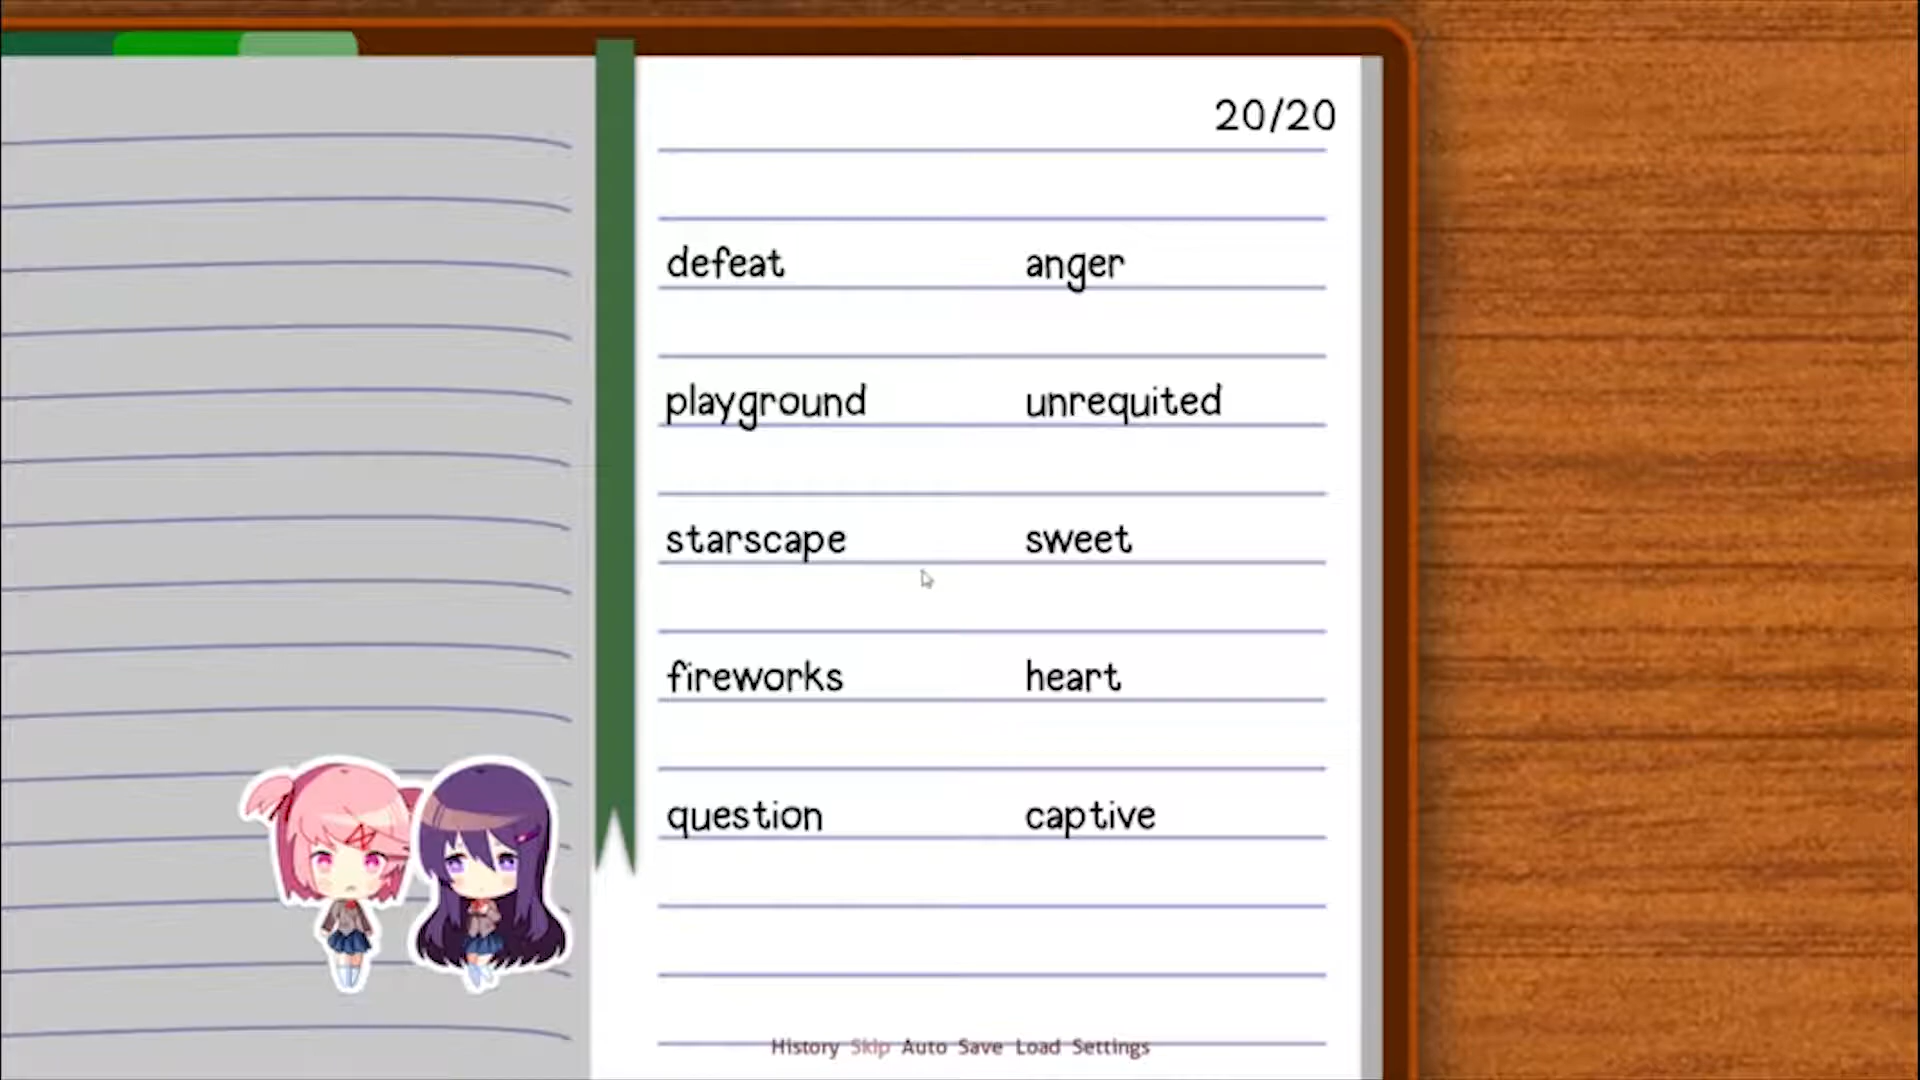 20/20
defeat anger
playground unrequited
starscape sweet
fireworks heart
question captive
History Skip Auto Save Load Settings